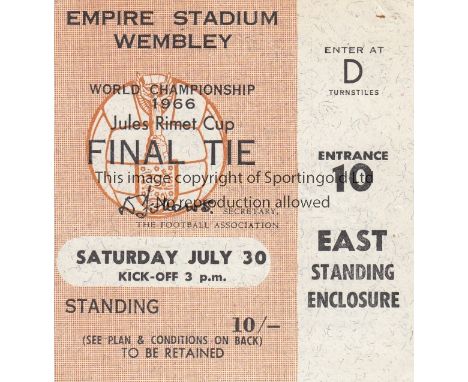 EMPIRE STADIUM
WEMBLEY
WORLD CHAMPIONSHIP
1966
Jules Rimet Cup
FINAL TIE
This image copyright of Sportingold Ltd
No reproduction allowed
SECRETARY,
THE FOOTBALL ASSOCIATION
SATURDAY JULY 30
KICK-OFF 3 p.m.
STANDING
10/-
(SEE PLAN & CONDITIONS ON BACK)
TO BE RETAINED
ENTER AT
D
TURNSTILES
ENTRANCE
10
EAST
STANDING
ENCLOSURE